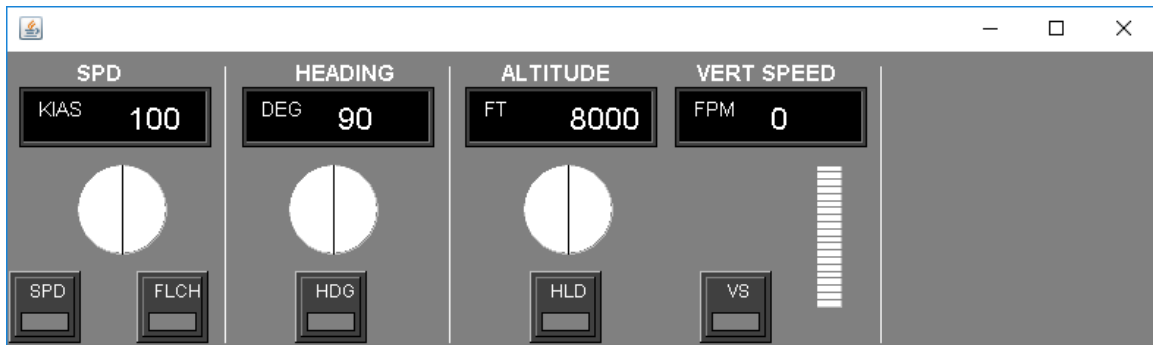 SPD HEADING ALTITUDE VERT SPEED
KIAS 100 DEG 90 FT 8000 FPM 0
SPD FLCH HDG HLD VS